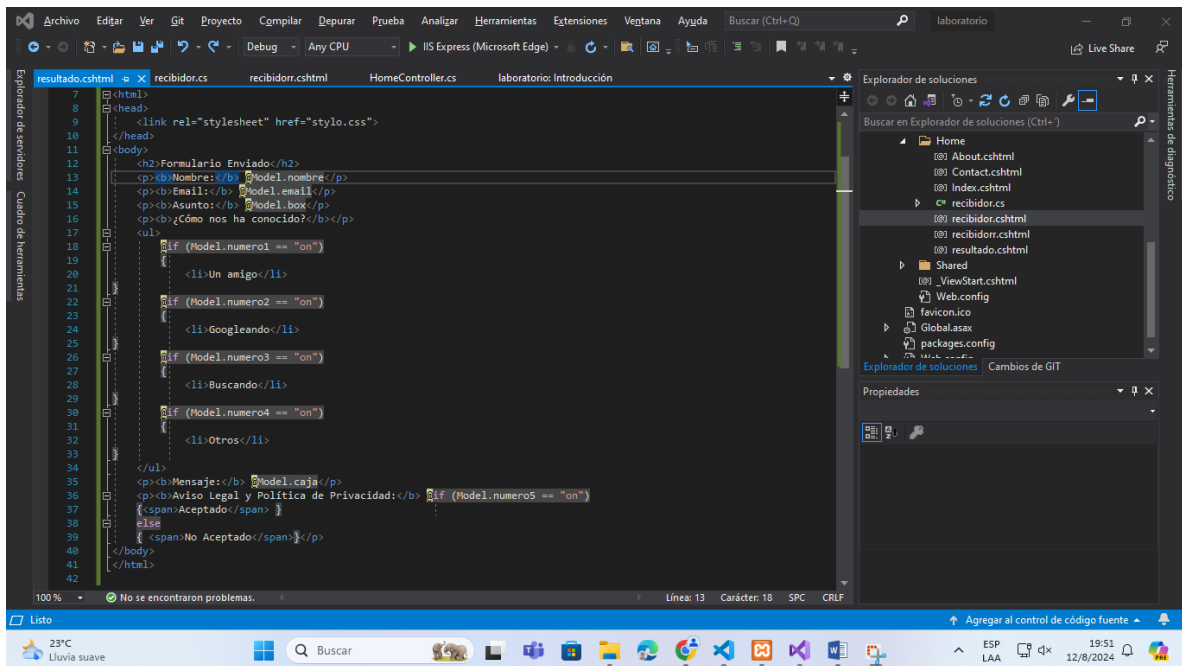 Archivo Editar Ver Git Proyecto Compilar Depurar Prueba Analizar Herramientas Extensiones Ventana Ayuda Buscar (Ctrl+Q) laboratorio
Debug Any CPU IIS Express (Microsoft Edge) Live Share
Explorador de servidores
Cuadro de herramientas
resultado.cshtml recibidor.cs recibidorr.cshtml HomeController.cs laboratorio: Introducción
7 <html>
8 <head>
9 <link rel="stylesheet" href="stylo.css">
10 </head>
11 <body>
12 <h2>Formulario Enviado</h2>
13 <p><b>Nombre:</b> @Model.nombre</p>
14 <p><b>Email:</b> @Model.email</p>
15 <p><b>Asunto:</b> @Model.box</p>
16 <p><b>¿Cómo nos ha conocido?</b></p>
17 <ul>
18 @if (Model.numero1 == "on")
19 {
20 <li>Un amigo</li>
21 }
22 @if (Model.numero2 == "on")
23 {
24 <li>Googleando</li>
25 }
26 @if (Model.numero3 == "on")
27 {
28 <li>Buscando</li>
29 }
30 @if (Model.numero4 == "on")
31 {
32 <li>Otros</li>
33 }
34 </ul>
35 <p><b>Mensaje:</b> @Model.caja</p>
36 <p><b>Aviso Legal y Política de Privacidad:</b> @if (Model.numero5 == "on")
37 {<span>Aceptado</span> }
38 else
39 { <span>No Aceptado</span>}</p>
40 </body>
41 </html>
42
100 % No se encontraron problemas. Línea: 13 Carácter: 18 SPC CRLF
Explorador de soluciones
Buscar en Explorador de soluciones (Ctrl+´)
Home
About.cshtml
Contact.cshtml
Index.cshtml
C# recibidor.cs
recibidor.cshtml
recibidorr.cshtml
resultado.cshtml
Shared
_ViewStart.cshtml
Web.config
favicon.ico
Global.asax
packages.config
Web.config
Explorador de soluciones Cambios de GIT
Propiedades
Herramientas de diagnóstico
Listo Agregar al control de código fuente
23°C
Lluvia suave
Buscar
ESP
LAA
19:51
12/8/2024
PRE